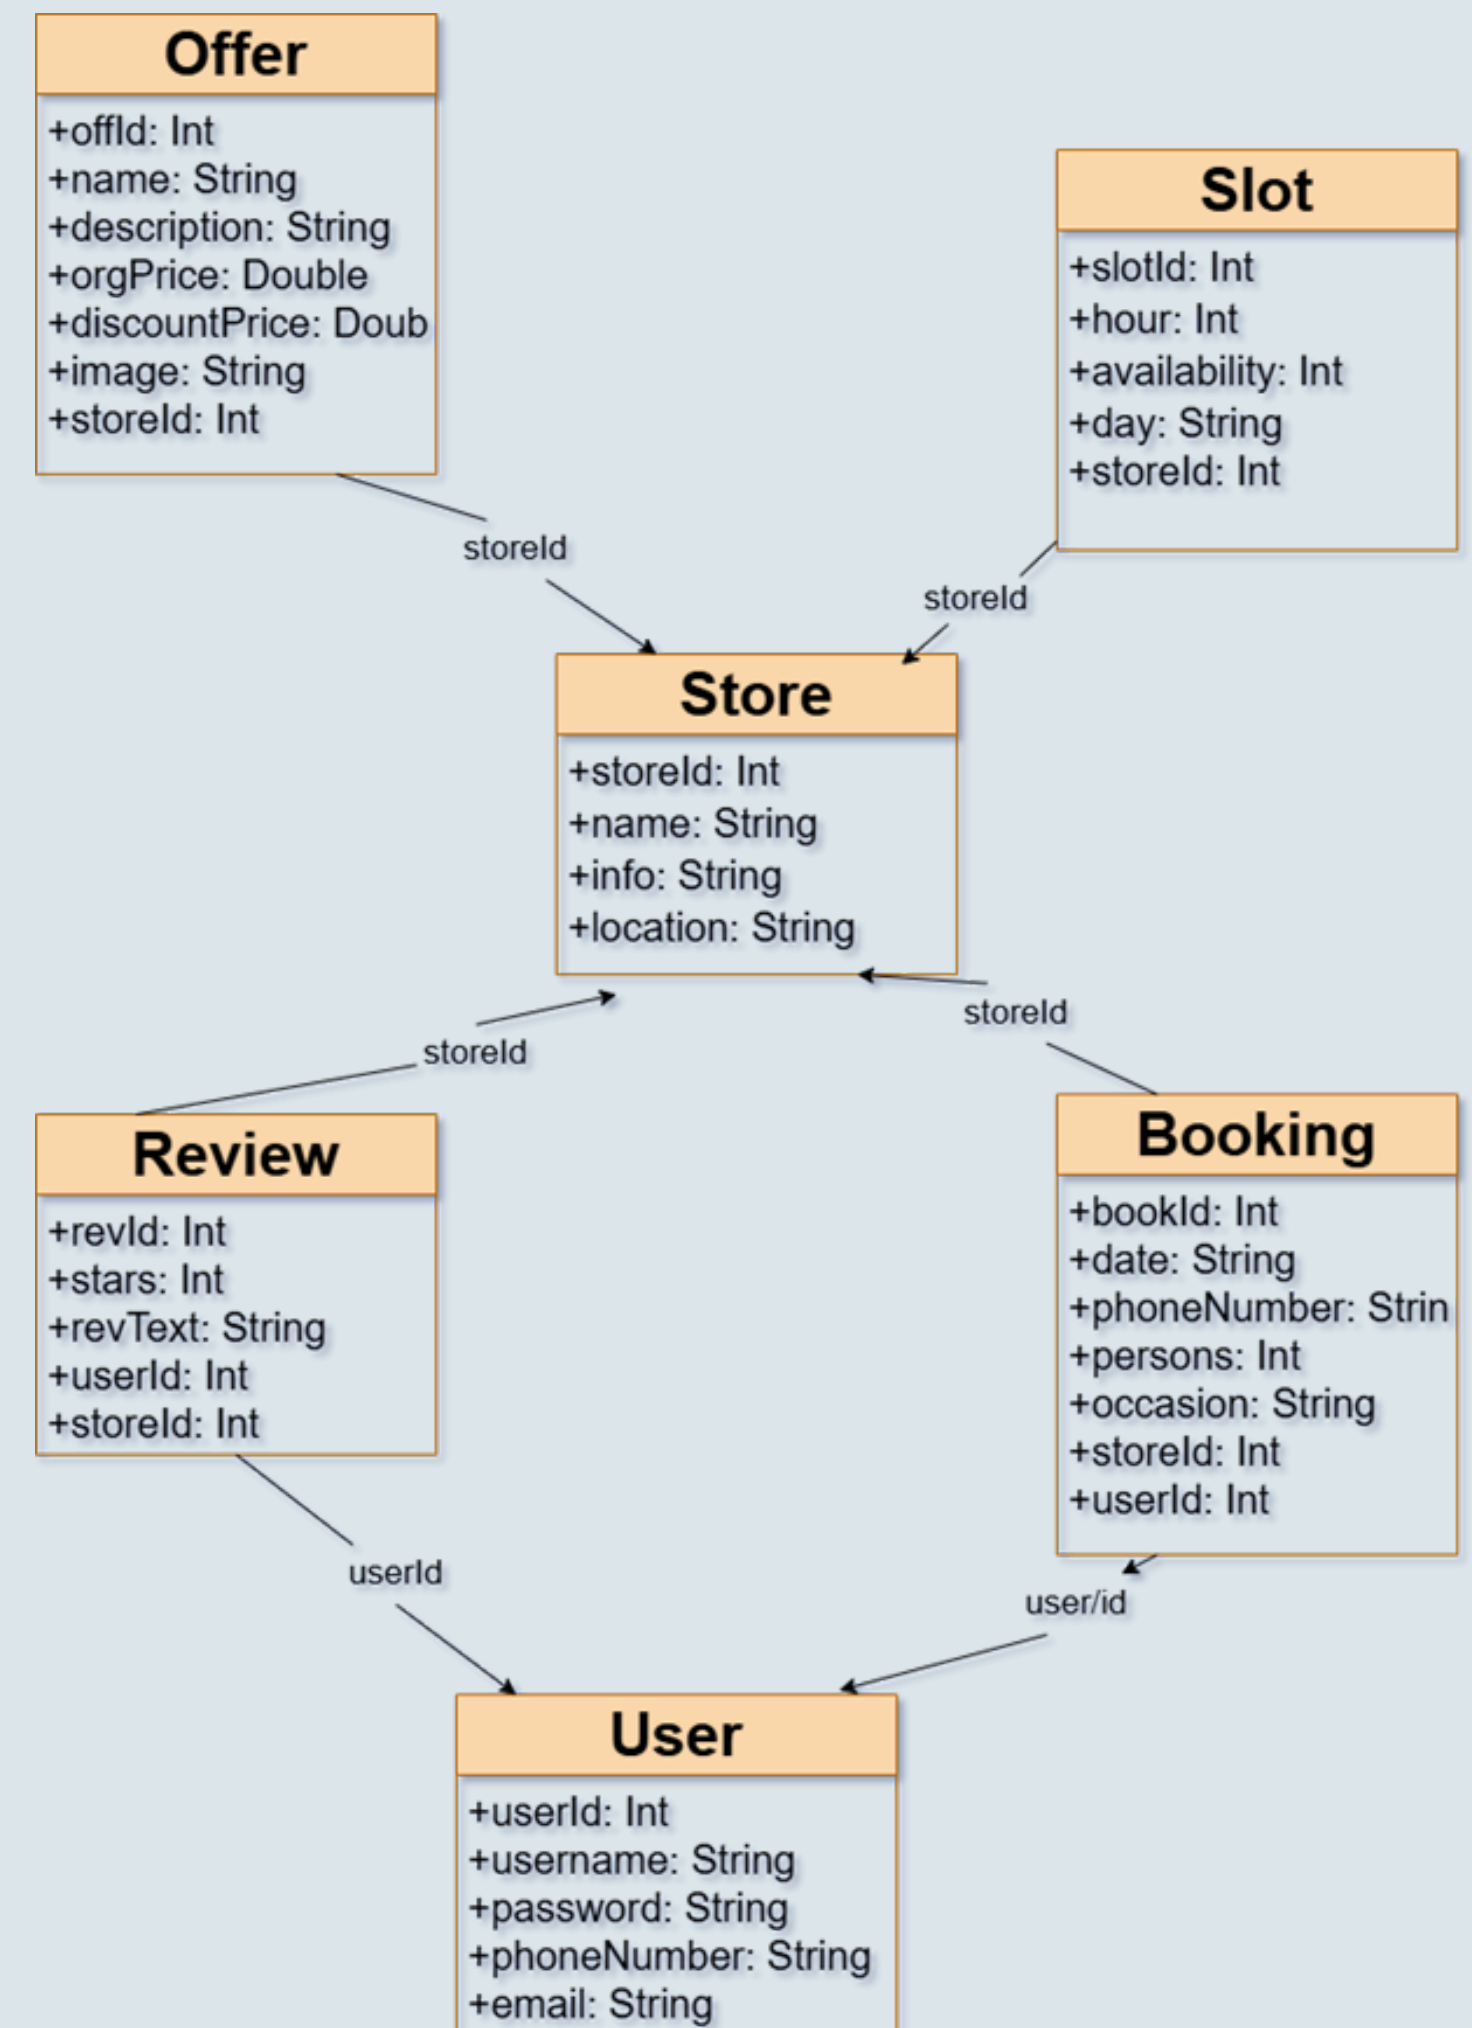 Offer
+offId: Int
+name: String
+description: String
+orgPrice: Double
+discountPrice: Doub
+image: String
+storeId: Int
Slot
+slotId: Int
+hour: Int
+availability: Int
+day: String
+storeId: Int
storeId
storeId
Store
+storeId: Int
+name: String
+info: String
+location: String
storeId
storeId
Review
+revId: Int
+stars: Int
+revText: String
+userId: Int
+storeId: Int
Booking
+bookId: Int
+date: String
+phoneNumber: Strin
+persons: Int
+occasion: String
+storeId: Int
+userId: Int
userId
user/id
User
+userId: Int
+username: String
+password: String
+phoneNumber: String
+email: String